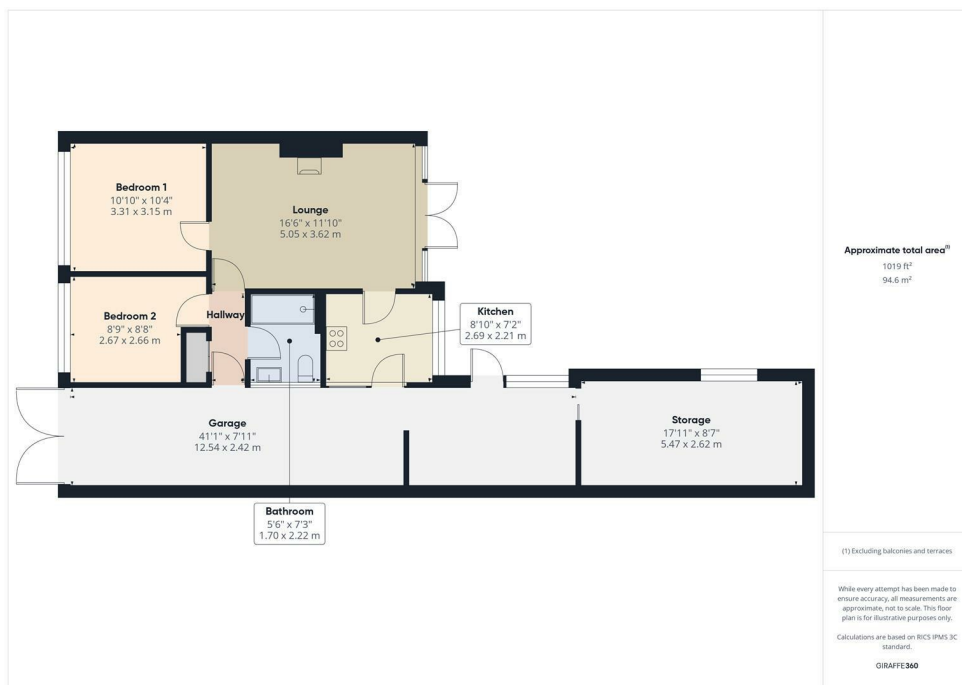 Bedroom 1
10'10" x 10'4"
3.31 x 3.15 m
Lounge
16'6" x 11'10"
5.05 x 3.62 m
Bedroom 2
8'9" x 8'8"
2.67 x 2.66 m
Hallway
Kitchen
8'10" x 7'2"
2.69 x 2.21 m
Garage
41'1" x 7'11"
12.54 x 2.42 m
Storage
17'11" x 8'7"
5.47 x 2.62 m
Bathroom
5'6" x 7'3"
1.70 x 2.22 m
Approximate total area⁽¹⁾
1019 ft²
94.6 m²
(1) Excluding balconies and terraces
While every attempt has been made to
ensure accuracy, all measurements are
approximate, not to scale. This floor
plan is for illustrative purposes only.
Calculations are based on RICS IPMS 3C
standard.
GIRAFFE360